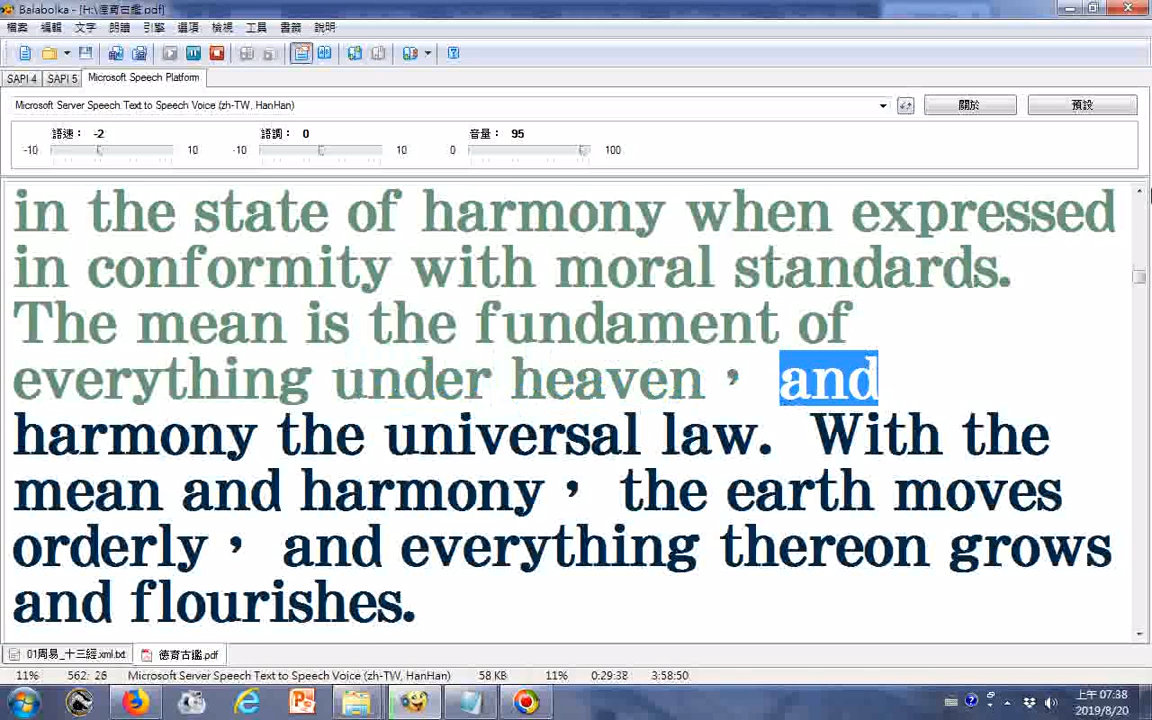 Balabolka - [H:\德育古鑑.pdf]
檔案 編輯 文字 朗讀 引擎 選項 檢視 工具 書籤 說明
SAPI 4 SAPI 5 Microsoft Speech Platform
Microsoft Server Speech Text to Speech Voice (zh-TW, HanHan) 關於 預設
語速： -2 語調： 0 音量： 95
-10 10 -10 10 0 100
in the state of harmony when expressed
in conformity with moral standards.
The mean is the fundament of
everything under heaven， and
harmony the universal law. With the
mean and harmony， the earth moves
orderly， and everything thereon grows
and flourishes.
01周易_十三經.xml.txt 德育古鑑.pdf
11% 562: 26 Microsoft Server Speech Text to Speech Voice (zh-TW, HanHan) 58 KB 11% 0:29:38 3:58:50
上午 07:38
2019/8/20